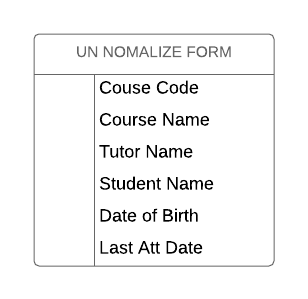 UN NOMALIZE FORM
Couse Code
Course Name
Tutor Name
Student Name
Date of Birth
Last Att Date